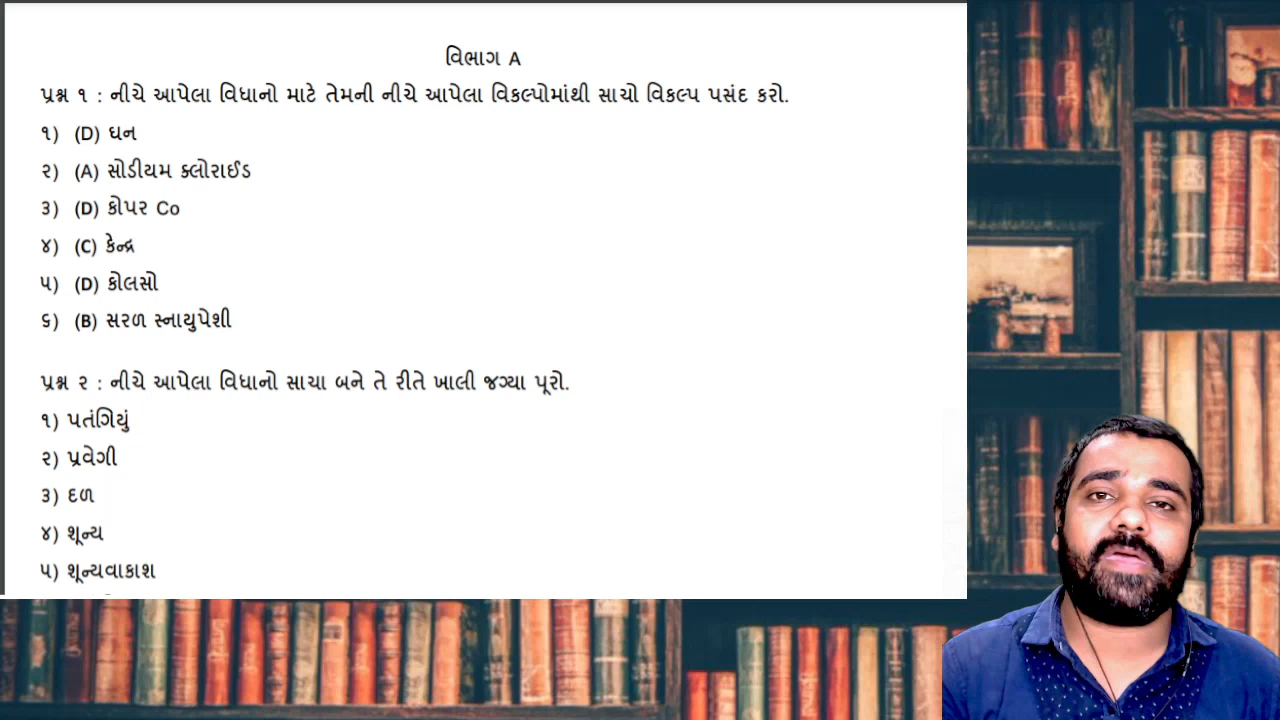 વિભાગ A
પ્રશ્ન ૧ : નીચે આપેલા વિધાનો માટે તેમની નીચે આપેલા વિકલ્પોમાંથી સાચો વિકલ્પ પસંદ કરો.
૧) (D) ઘન
૨) (A) સોડીયમ ક્લોરાઈડ
૩) (D) કોપર Co
૪) (C) કેન્દ્ર
૫) (D) કોલસો
૬) (B) સરળ સ્નાયુપેશી
પ્રશ્ન ૨ : નીચે આપેલા વિધાનો સાચા બને તે રીતે ખાલી જગ્યા પૂરો.
૧) પતંગિયું
૨) પ્રવેગી
૩) દળ
૪) શૂન્ય
૫) શૂન્યવાકાશ